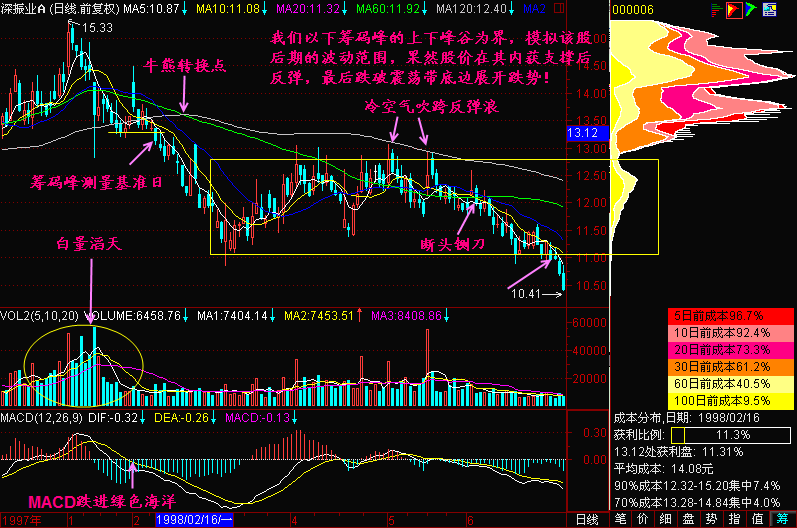 深振业A (日线.前复权) MA5:10.87↓ MA10:11.08↓ MA20:11.32↓ MA60:11.92↓ MA120:12.40↓ MA2
000006
15.33
我们以下筹码峰的上下峰谷为界，模拟该股
后期的波动范围，果然股价在其内获支撑后
反弹，最后跌破震荡带底边展开跌势！
牛熊转换点
冷空气吹跨反弹浪
筹码峰测量基准日
白量滔天
断头铡刀
10.41
15.00
14.50
14.00
13.50
13.12
13.00
12.50
12.00
11.50
11.00
10.50
VOL2(5,10,20) VOLUME:6458.76↓ MA1:7404.14↓ MA2:7453.51↑ MA3:8408.86↓
60000
40000
20000
MACD(12,26,9) DIF:-0.32↓ DEA:-0.26↓ MACD:-0.13↓
0.30
0.00
MACD跌进绿色海洋
5日前成本96.7%
10日前成本92.4%
20日前成本73.3%
30日前成本61.2%
60日前成本40.5%
100日前成本9.5%
成本分布,日期: 1998/02/16
获利比例: 11.3%
13.12处获利盘: 11.31%
平均成本: 14.08元
90%成本12.32-15.20集中7.4%
70%成本13.28-14.84集中4.0%
1997年 1 2 1998/02/16/一 4 5 6 日线
笔 价 细 盘 势 指 值 筹